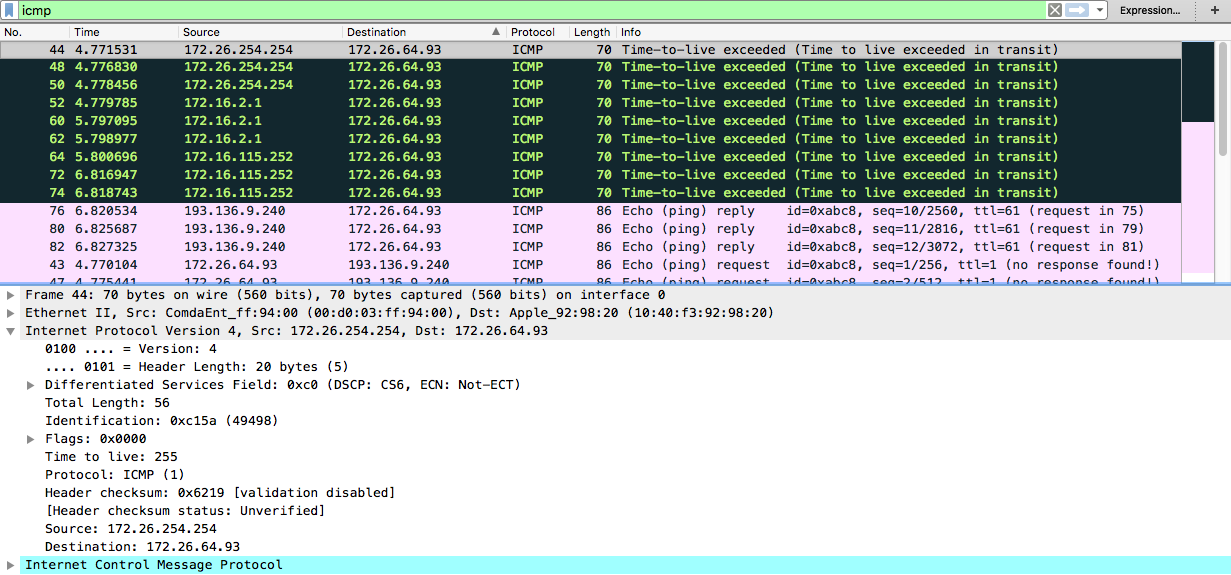 icmp Expression... +
No. Time Source Destination Protocol Length Info
44 4.771531 172.26.254.254 172.26.64.93 ICMP 70 Time-to-live exceeded (Time to live exceeded in transit)
48 4.776830 172.26.254.254 172.26.64.93 ICMP 70 Time-to-live exceeded (Time to live exceeded in transit)
50 4.778456 172.26.254.254 172.26.64.93 ICMP 70 Time-to-live exceeded (Time to live exceeded in transit)
52 4.779785 172.16.2.1 172.26.64.93 ICMP 70 Time-to-live exceeded (Time to live exceeded in transit)
60 5.797095 172.16.2.1 172.26.64.93 ICMP 70 Time-to-live exceeded (Time to live exceeded in transit)
62 5.798977 172.16.2.1 172.26.64.93 ICMP 70 Time-to-live exceeded (Time to live exceeded in transit)
64 5.800696 172.16.115.252 172.26.64.93 ICMP 70 Time-to-live exceeded (Time to live exceeded in transit)
72 6.816947 172.16.115.252 172.26.64.93 ICMP 70 Time-to-live exceeded (Time to live exceeded in transit)
74 6.818743 172.16.115.252 172.26.64.93 ICMP 70 Time-to-live exceeded (Time to live exceeded in transit)
76 6.820534 193.136.9.240 172.26.64.93 ICMP 86 Echo (ping) reply id=0xabc8, seq=10/2560, ttl=61 (request in 75)
80 6.825687 193.136.9.240 172.26.64.93 ICMP 86 Echo (ping) reply id=0xabc8, seq=11/2816, ttl=61 (request in 79)
82 6.827325 193.136.9.240 172.26.64.93 ICMP 86 Echo (ping) reply id=0xabc8, seq=12/3072, ttl=61 (request in 81)
43 4.770104 172.26.64.93 193.136.9.240 ICMP 86 Echo (ping) request id=0xabc8, seq=1/256, ttl=1 (no response found!)
47 4.775441 172.26.64.93 193.136.9.240 ICMP 86 Echo (ping) request id=0xabc8, seq=2/512, ttl=1 (no response found!)
Frame 44: 70 bytes on wire (560 bits), 70 bytes captured (560 bits) on interface 0
Ethernet II, Src: ComdaEnt_ff:94:00 (00:d0:03:ff:94:00), Dst: Apple_92:98:20 (10:40:f3:92:98:20)
Internet Protocol Version 4, Src: 172.26.254.254, Dst: 172.26.64.93
0100 .... = Version: 4
.... 0101 = Header Length: 20 bytes (5)
Differentiated Services Field: 0xc0 (DSCP: CS6, ECN: Not-ECT)
Total Length: 56
Identification: 0xc15a (49498)
Flags: 0x0000
Time to live: 255
Protocol: ICMP (1)
Header checksum: 0x6219 [validation disabled]
[Header checksum status: Unverified]
Source: 172.26.254.254
Destination: 172.26.64.93
Internet Control Message Protocol